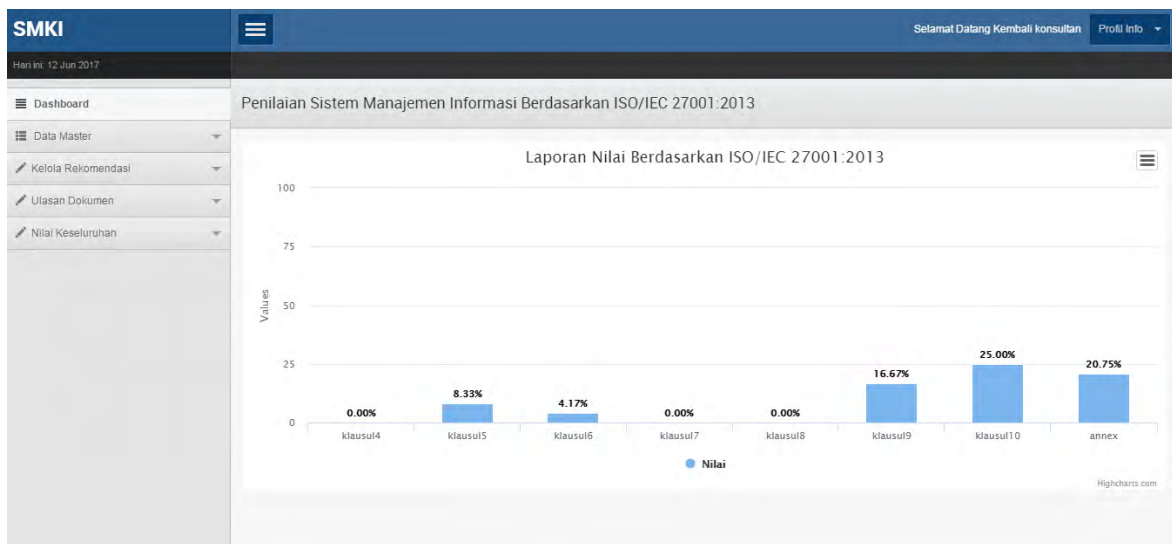 SMKI
Selamat Datang Kembali konsultan Profil Info
Hari ini: 12 Jun 2017
Dashboard
Data Master
Kelola Rekomendasi
Ulasan Dokumen
Nilai Keseluruhan
Penilaian Sistem Manajemen Informasi Berdasarkan ISO/IEC 27001:2013
Laporan Nilai Berdasarkan ISO/IEC 27001:2013
Values
100
75
50
25
0
0.00% 8.33% 4.17% 0.00% 0.00% 16.67% 25.00% 20.75%
klausul4 klausul5 klausul6 klausul7 klausul8 klausul9 klausul10 annex
Nilai
Highcharts.com